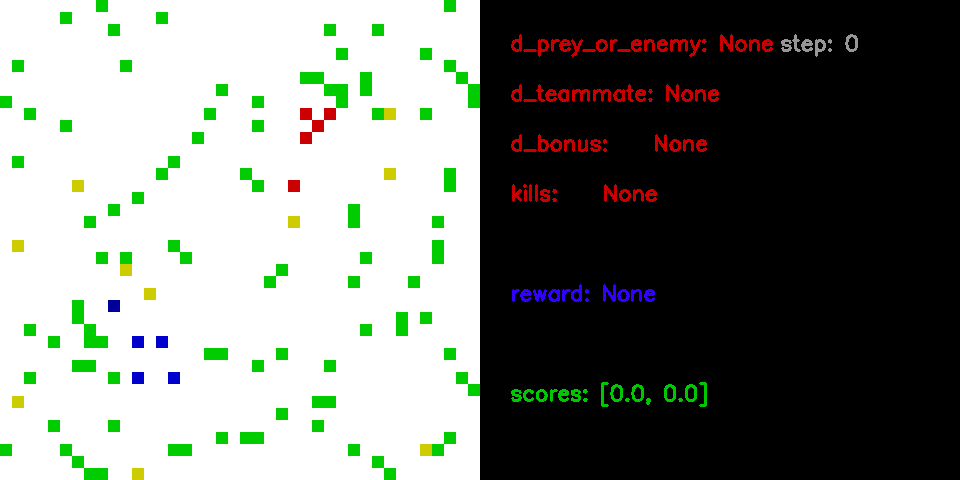 d_prey_or_enemy: None step: 0
d_teammate: None
d_bonus: None
kills: None
reward: None
scores: [0.0, 0.0]